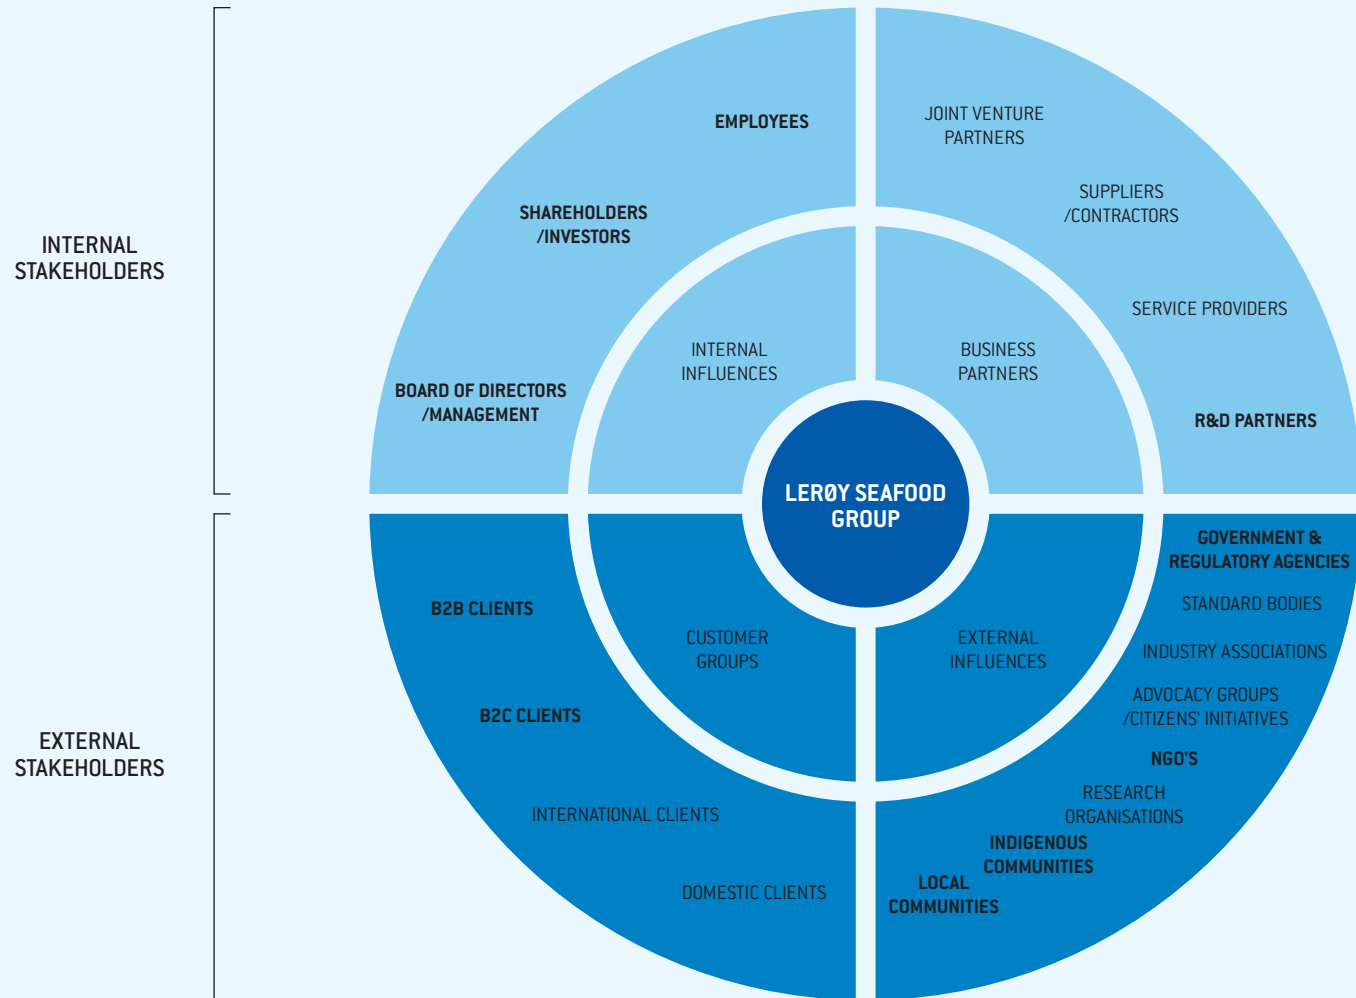 INTERNAL
STAKEHOLDERS
EMPLOYEES
SHAREHOLDERS
/INVESTORS
BOARD OF DIRECTORS
/MANAGEMENT
INTERNAL
INFLUENCES
JOINT VENTURE
PARTNERS
SUPPLIERS
/CONTRACTORS
SERVICE PROVIDERS
R&D PARTNERS
BUSINESS
PARTNERS
LERØY SEAFOOD
GROUP
EXTERNAL
STAKEHOLDERS
B2B CLIENTS
B2C CLIENTS
INTERNATIONAL CLIENTS
DOMESTIC CLIENTS
CUSTOMER
GROUPS
EXTERNAL
INFLUENCES
GOVERNMENT &
REGULATORY AGENCIES
STANDARD BODIES
INDUSTRY ASSOCIATIONS
ADVOCACY GROUPS
/CITIZENS' INITIATIVES
NGO'S
RESEARCH
ORGANISATIONS
INDIGENOUS
COMMUNITIES
LOCAL
COMMUNITIES